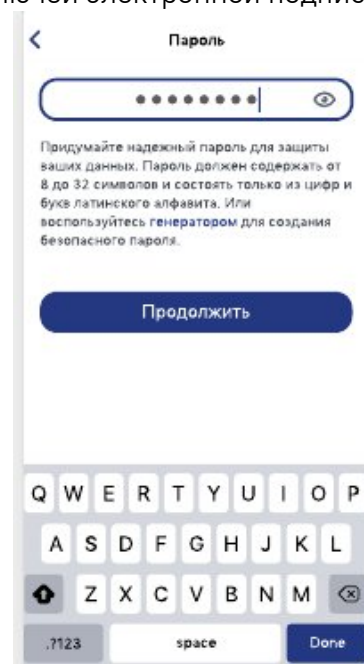 Пароль
Придумайте надежный пароль для защиты
ваших данных. Пароль должен содержать от
8 до 32 символов и состоять только из цифр и
букв латинского алфавита. Или
воспользуйтесь генератором для создания
безопасного пароля.
Продолжить
Q W E R T Y U I O P
A S D F G H J K L
Z X C V B N M
.?123 space Done